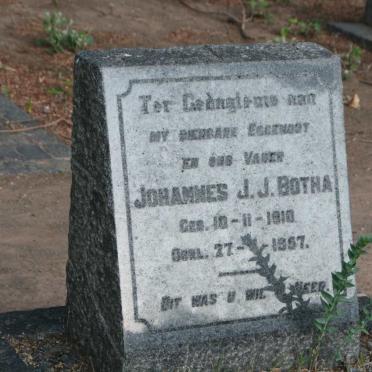 Ter Gedagtenis aan
my dierbare Eggenoot
en ons Vader
Johannes J. J. Botha
Geb. 10-11-1910
Oorl. 27- -1957.
Dit was U wil Heer